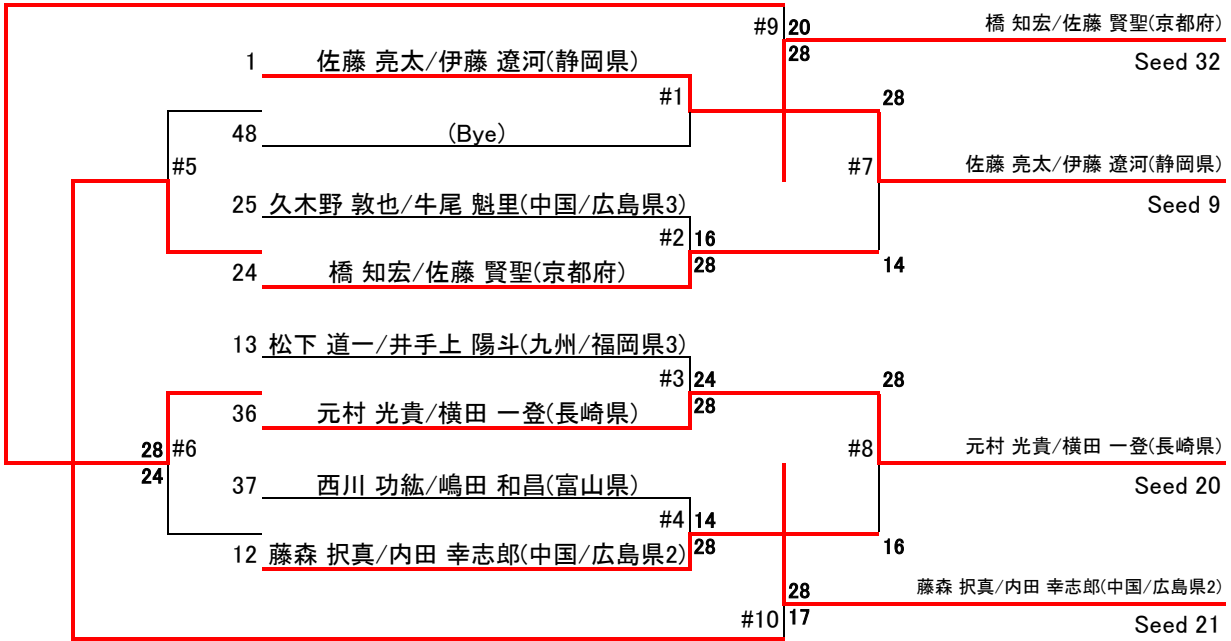 #9 20 橋 知宏/佐藤 賢聖(京都府)
28 Seed 32
1 佐藤 亮太/伊藤 遼河(静岡県)
#1 28
48 (Bye)
#5 #7 佐藤 亮太/伊藤 遼河(静岡県)
25 久木野 敦也/牛尾 魁里(中国/広島県3) Seed 9
#2 16
24 橋 知宏/佐藤 賢聖(京都府) 28 14
13 松下 道一/井手上 陽斗(九州/福岡県3)
#3 24 28
36 元村 光貴/横田 一登(長崎県) 28
28 #6 #8 元村 光貴/横田 一登(長崎県)
24
37 西川 功紘/嶋田 和昌(富山県) Seed 20
#4 14
12 藤森 択真/内田 幸志郎(中国/広島県2) 28 16
28 藤森 択真/内田 幸志郎(中国/広島県2)
#10 17 Seed 21